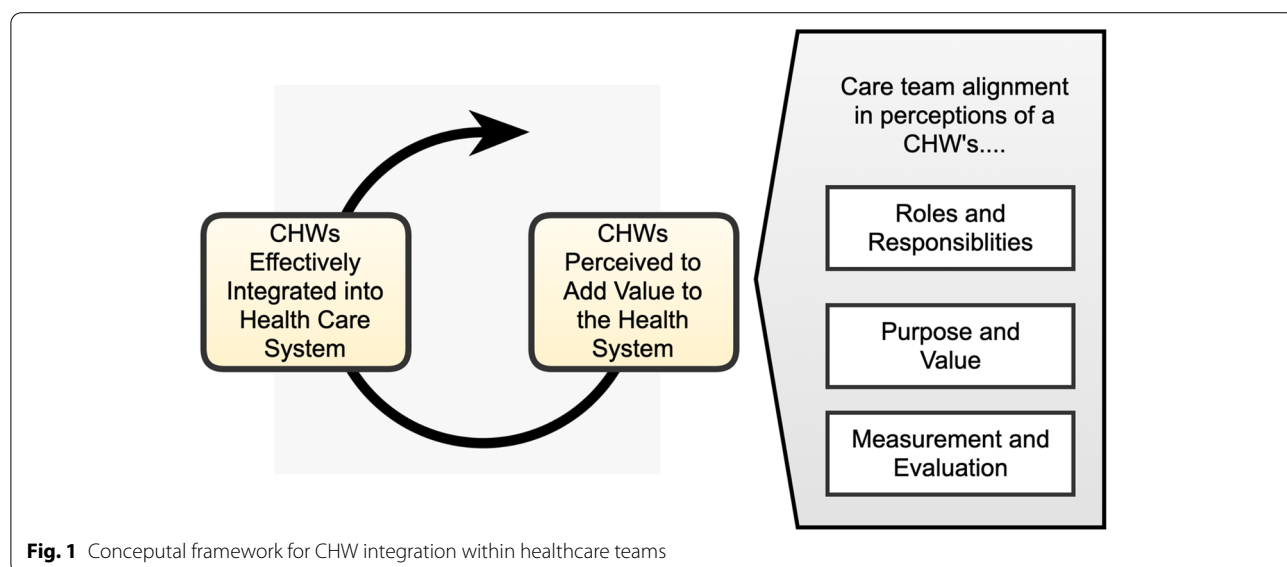 CHWs
Effectively
Integrated into
Health Care
System
CHWs
Perceived to
Add Value to
the Health
System
Care team alignment
in perceptions of a
CHW's....
Roles and
Responsiblities
Purpose and
Value
Measurement and
Evaluation
Fig. 1 Conceputal framework for CHW integration within healthcare teams